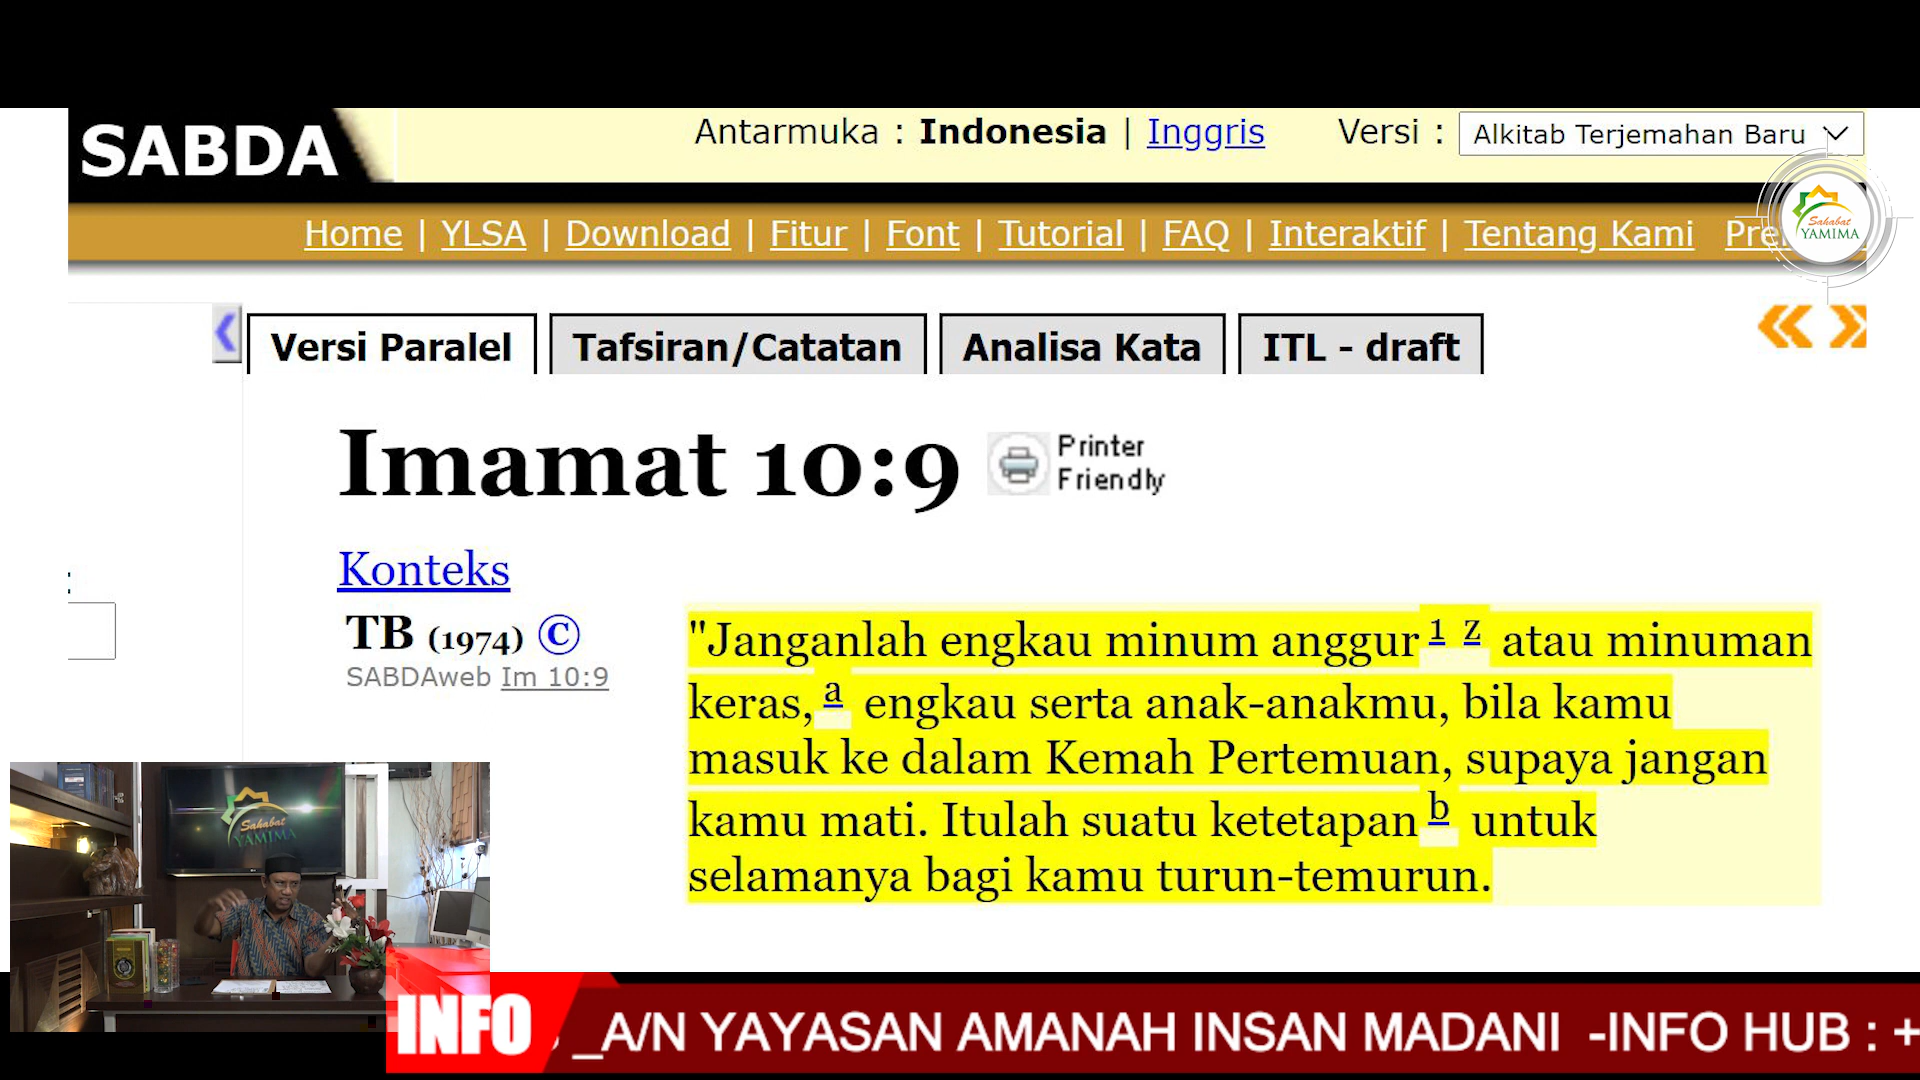 SABDA
Antarmuka : Indonesia | Inggris Versi : Alkitab Terjemahan Baru
Home | YLSA | Download | Fitur | Font | Tutorial | FAQ | Interaktif | Tentang Kami
Sahabat
YAMIMA
Versi Paralel Tafsiran/Catatan Analisa Kata ITL - draft
Imamat 10:9
Printer
Friendly
Konteks
TB (1974) ©
SABDAweb Im 10:9
"Janganlah engkau minum anggur 1 z atau minuman
keras, a engkau serta anak-anakmu, bila kamu
masuk ke dalam Kemah Pertemuan, supaya jangan
kamu mati. Itulah suatu ketetapan b untuk
selamanya bagi kamu turun-temurun.
Sahabat
YAMIMA
INFO
_A/N YAYASAN AMANAH INSAN MADANI -INFO HUB : +